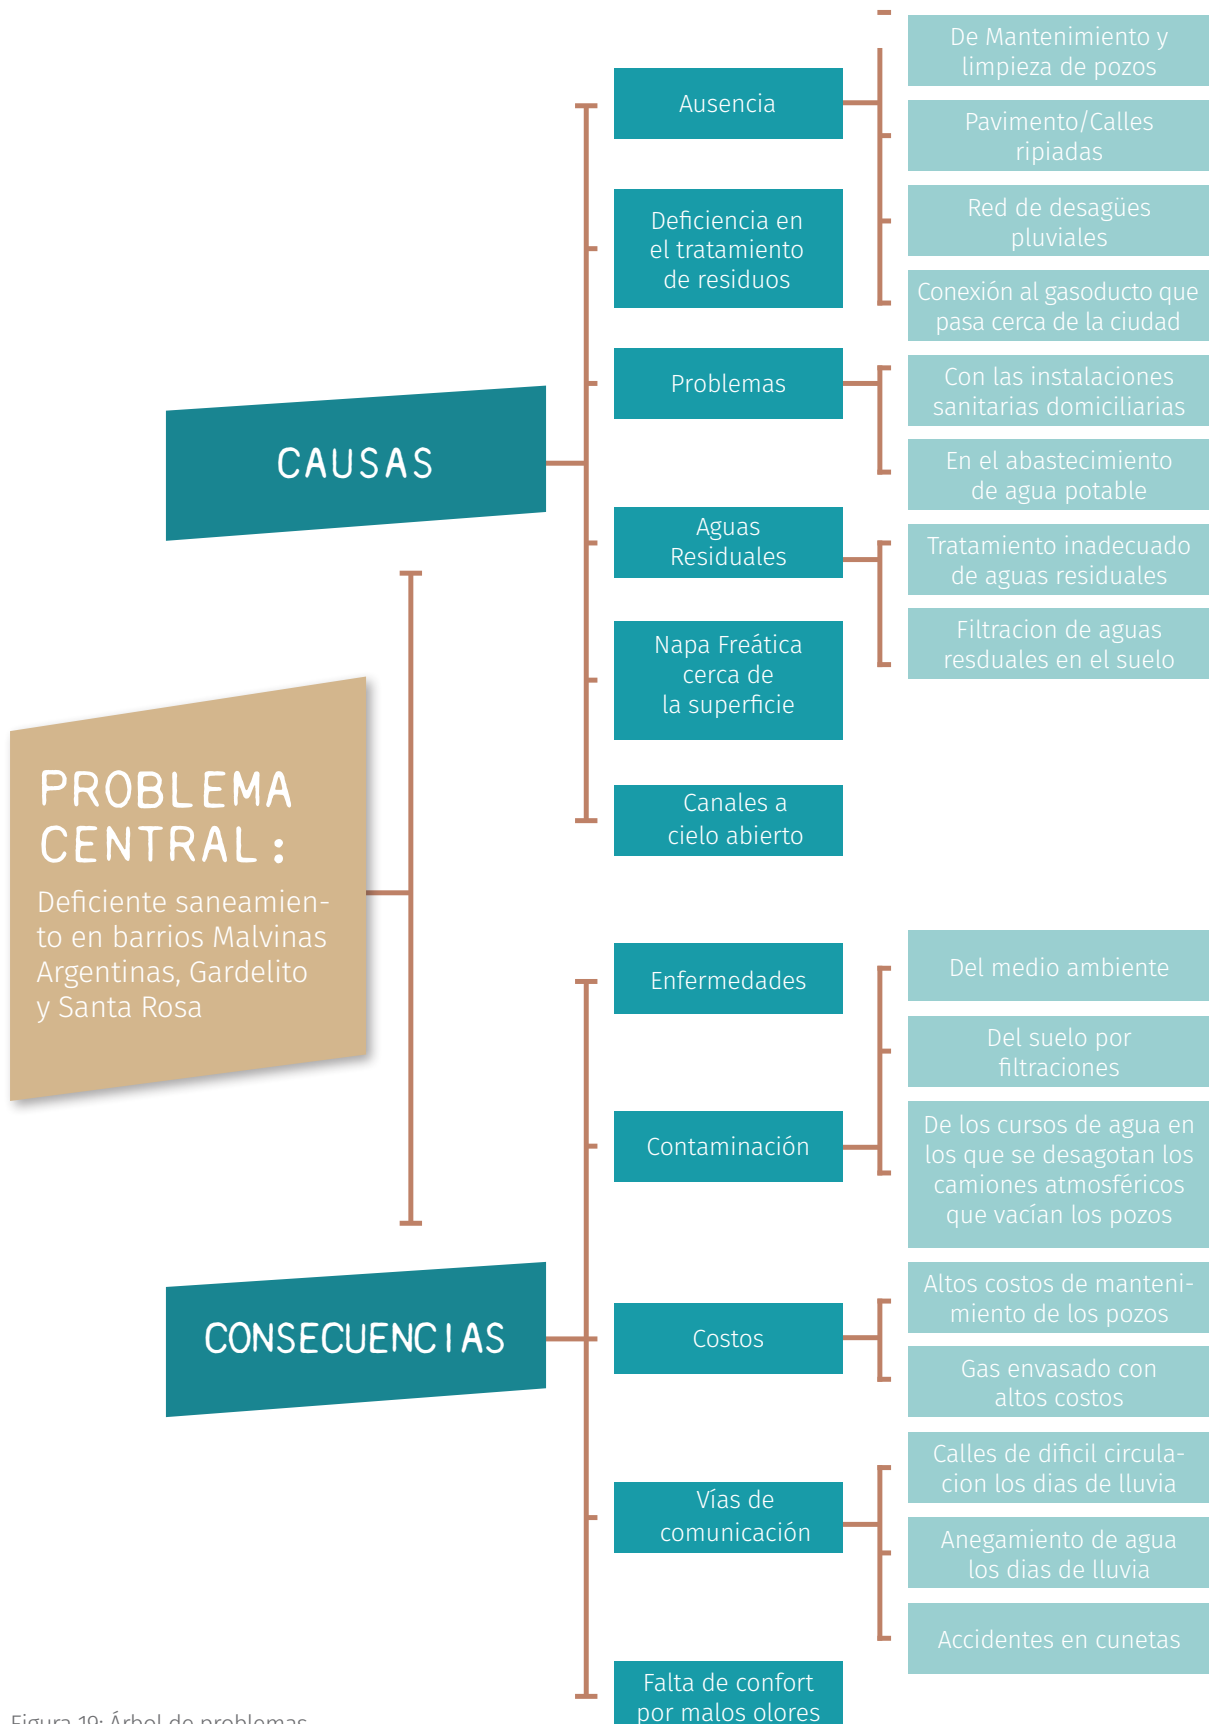 PROBLEMA
CENTRAL:
Deficiente saneamien-
to en barrios Malvinas
Argentinas, Gardelito
y Santa Rosa
CAUSAS
Ausencia
De Mantenimiento y
limpieza de pozos
Pavimento/Calles
ripiadas
Red de desagües
pluviales
Conexión al gasoducto que
pasa cerca de la ciudad
Deficiencia en
el tratamiento
de residuos
Problemas
Con las instalaciones
sanitarias domiciliarias
En el abastecimiento
de agua potable
Aguas
Residuales
Tratamiento inadecuado
de aguas residuales
Filtracion de aguas
resduales en el suelo
Napa Freática
cerca de
la superficie
Canales a
cielo abierto
CONSECUENCIAS
Enfermedades
Contaminación
Del medio ambiente
Del suelo por
filtraciones
De los cursos de agua en
los que se desagotan los
camiones atmosféricos
que vacían los pozos
Costos
Altos costos de manteni-
miento de los pozos
Gas envasado con
altos costos
Vías de
comunicación
Calles de dificil circula-
cion los dias de lluvia
Anegamiento de agua
los dias de lluvia
Accidentes en cunetas
Falta de confort
por malos olores
Figura 19: Árbol de problemas